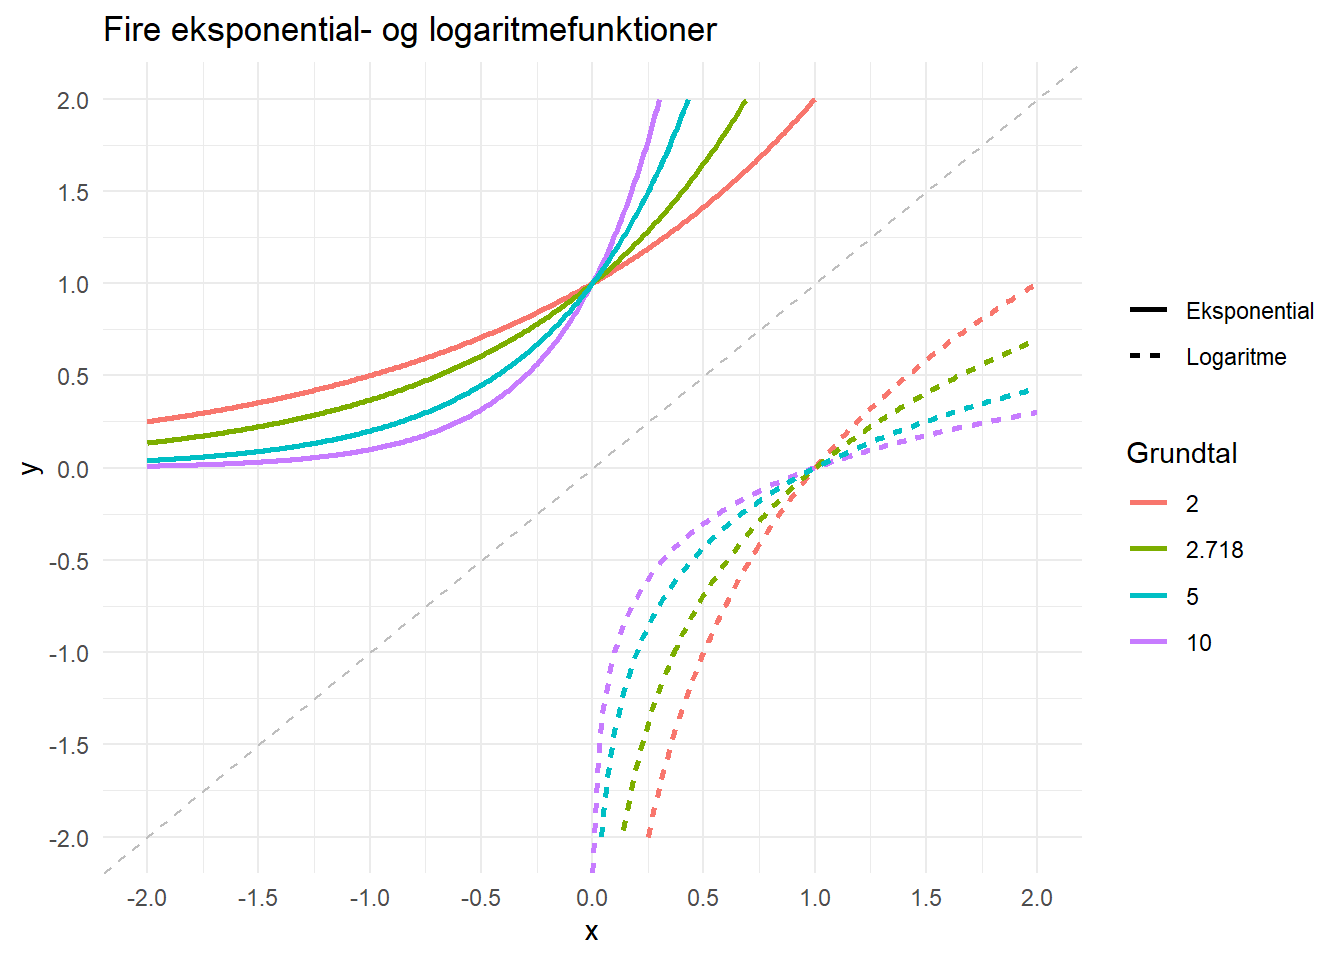 Fire eksponential- og logaritmefunktioner
2.0
1.5
1.0
0.5
0.0
-0.5
-1.0
-1.5
-2.0
y
-2.0 -1.5 -1.0 -0.5 0.0 0.5 1.0 1.5 2.0
x
Eksponential
Logaritme
Grundtal
2
2.718
5
10